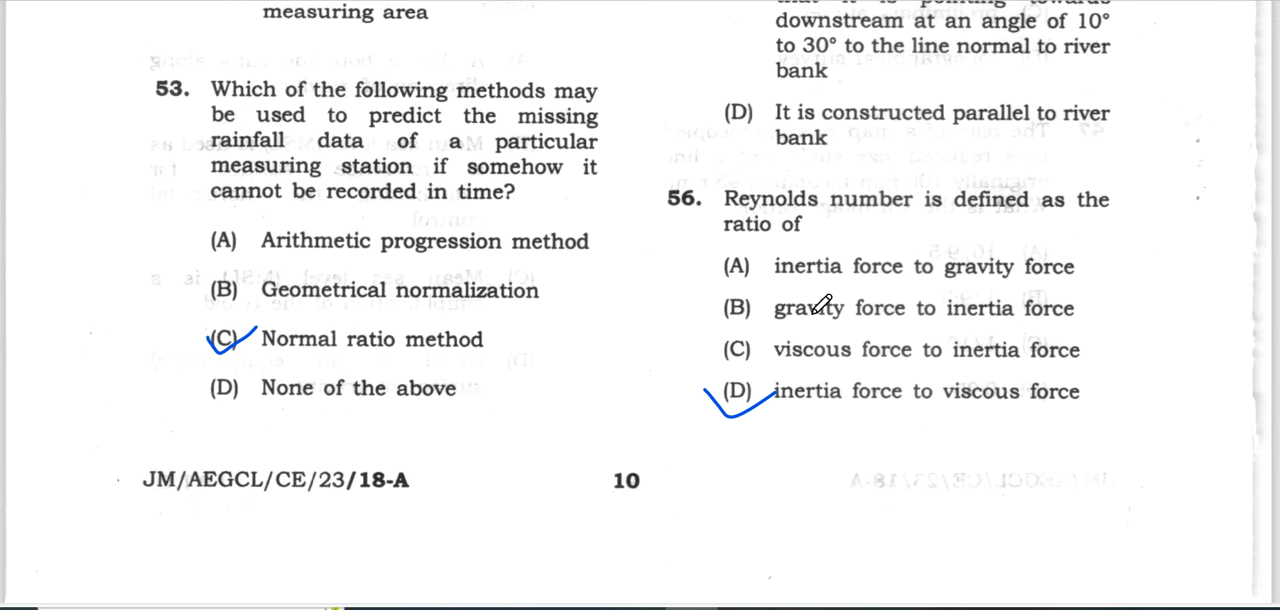 measuring area
53. Which of the following methods may
be used to predict the missing
rainfall data of a particular
measuring station if somehow it
cannot be recorded in time?
(A) Arithmetic progression method
(B) Geometrical normalization
(C) Normal ratio method
(D) None of the above
downstream at an angle of 10°
to 30° to the line normal to river
bank
(D) It is constructed parallel to river
bank
56. Reynolds number is defined as the
ratio of
(A) inertia force to gravity force
(B) gravity force to inertia force
(C) viscous force to inertia force
(D) inertia force to viscous force
JM/AEGCL/CE/23/18-A
10